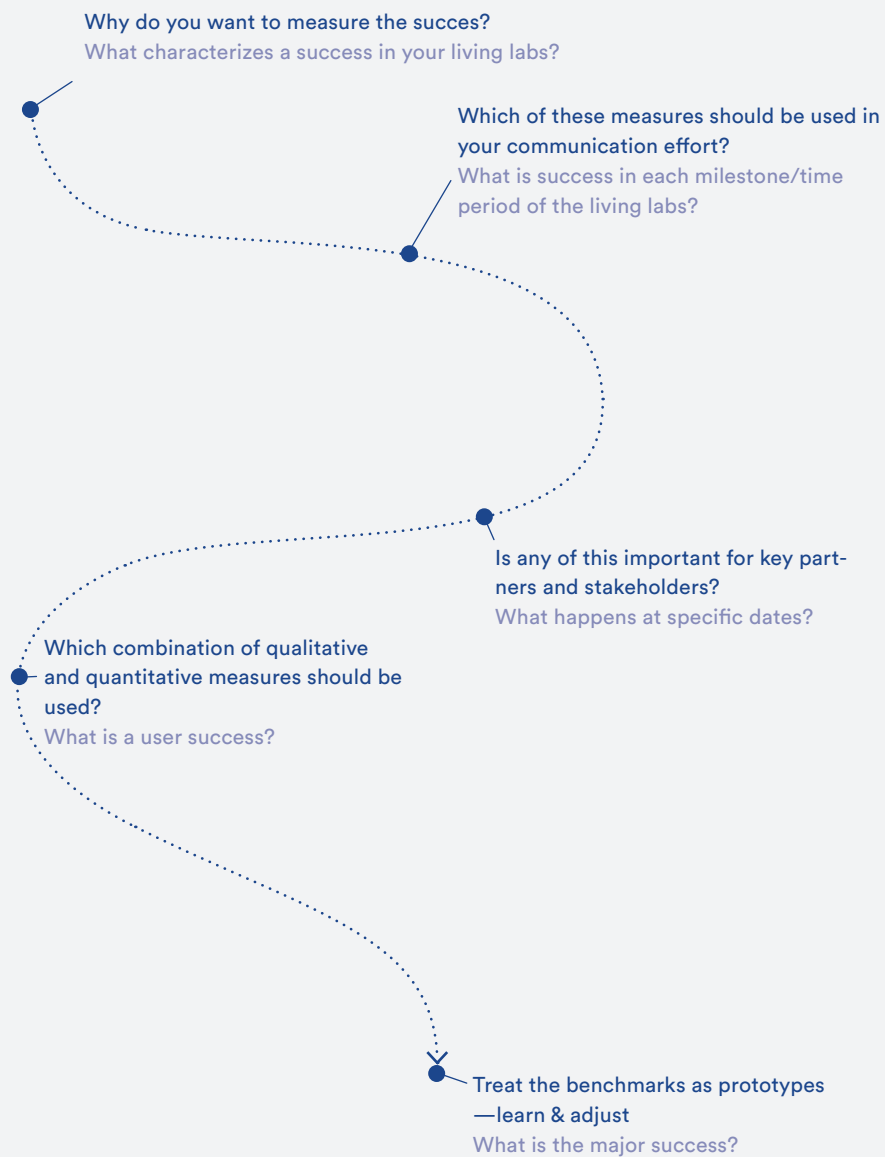 Why do you want to measure the succes?
What characterizes a success in your living labs?
Which of these measures should be used in
your communication effort?
What is success in each milestone/time
period of the living labs?
Is any of this important for key part-
ners and stakeholders?
What happens at specific dates?
Which combination of qualitative
and quantitative measures should be
used?
What is a user success?
Treat the benchmarks as prototypes
—learn & adjust
What is the major success?